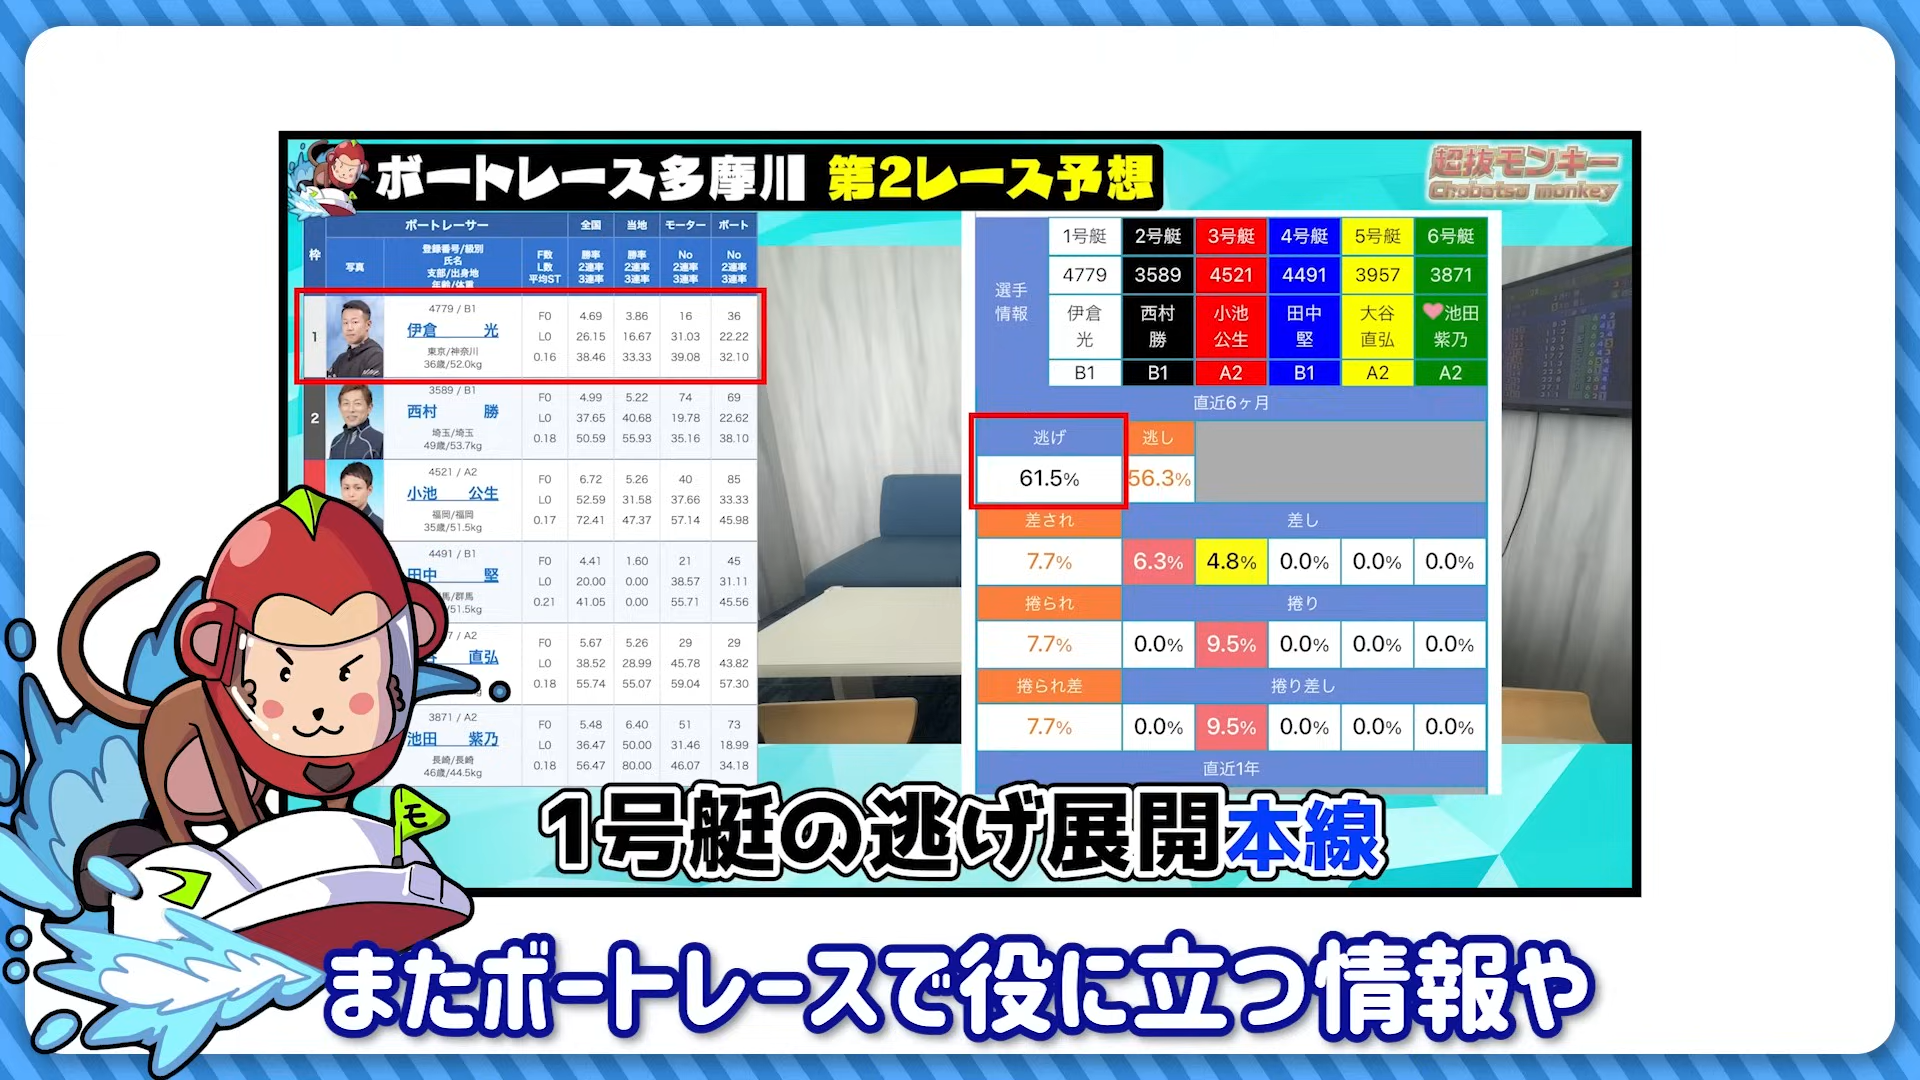 ボートレース多摩川 第2レース予想
超抜モンキー
Chobatsu monkey
ボートレーサー 全国 当地 モーター ボート
枠 写真 登録番号/級別 氏名 支部/出身地 年齢/体重 F数 L数 平均ST 勝率 2連率 3連率 勝率 2連率 3連率 No 2連率 3連率 No 2連率 3連率
4779 / B1
1 伊倉 光 F0 4.69 3.86 16 36
L0 26.15 16.67 31.03 22.22
東京/神奈川
36歳/52.0kg 0.16 38.46 33.33 39.08 32.10
3589 / B1
2 西村 勝 F0 4.99 5.22 74 69
L0 37.65 40.68 19.78 22.62
埼玉/埼玉
49歳/53.7kg 0.18 50.59 55.93 35.16 38.10
4521 / A2
小池 公生 F0 6.72 5.26 40 85
L0 52.59 31.58 37.66 33.33
福岡/福岡
35歳/51.5kg 0.17 72.41 47.37 57.14 45.98
4491 / B1
田中 堅 F0 4.41 1.60 21 45
L0 20.00 0.00 38.57 31.11
馬/群馬
/51.5kg 0.21 41.05 0.00 55.71 45.56
7 / A2
直弘 F0 5.67 5.26 29 29
L0 38.52 28.99 45.78 43.82
0.18 55.74 55.07 59.04 57.30
3871 / A2
池田 紫乃 F0 5.48 6.40 51 73
L0 36.47 50.00 31.46 18.99
長崎/長崎
46歳/44.5kg 0.18 56.47 80.00 46.07 34.18
選手情報
1号艇 2号艇 3号艇 4号艇 5号艇 6号艇
4779 3589 4521 4491 3957 3871
伊倉光 西村勝 小池公生 田中堅 大谷直弘 池田紫乃
B1 B1 A2 B1 A2 A2
直近6ヶ月
逃げ 逃し
61.5% 56.3%
差され 差し
7.7% 6.3% 4.8% 0.0% 0.0% 0.0%
捲られ 捲り
7.7% 0.0% 9.5% 0.0% 0.0% 0.0%
捲られ差 捲り差し
7.7% 0.0% 9.5% 0.0% 0.0% 0.0%
直近1年
モ
1号艇の逃げ展開本線
またボートレースで役に立つ情報や